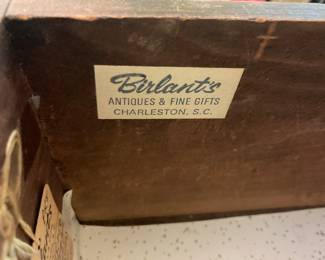 Birlant's
ANTIQUES & FINE GIFTS
CHARLESTON, S.C.